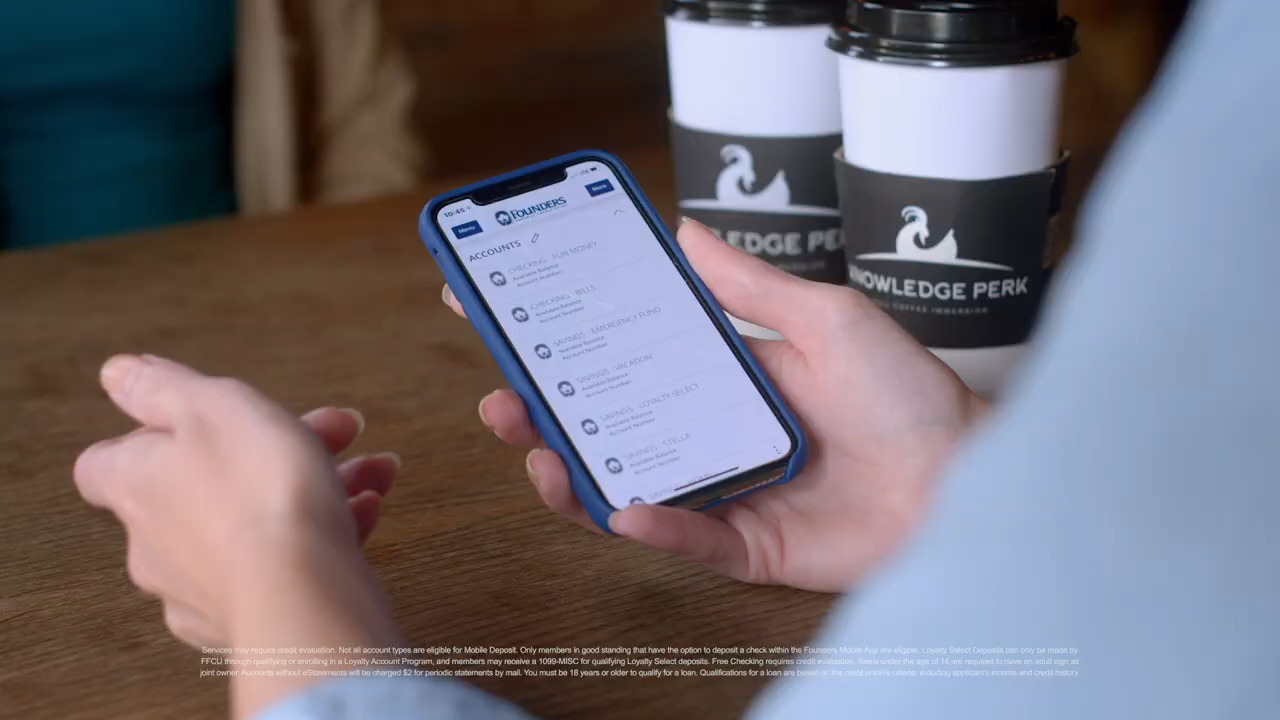 10:45
LTE
Menu
FOUNDERS
More
ACCOUNTS
CHECKING - FUN MONEY
Available Balance
Account Number
CHECKING - BILLS
Available Balance
Account Number
SAVINGS - EMERGENCY FUND
Available Balance
Account Number
SAVINGS - VACATION
Available Balance
Account Number
SAVINGS - LOYALTY SELECT
Available Balance
Account Number
SAVINGS - STELLA
Available Balance
Account Number
LEDGE PE
NOWLEDGE PERK
COFFEE IMMERSION
Services may require credit evaluation. Not all account types are eligible for Mobile Deposit. Only members in good standing that have the option to deposit a check within the Founders Mobile App are eligible. Loyalty Select Deposits can only be made by
FFCU through qualifying or enrolling in a Loyalty Account Program, and members may receive a 1099-MISC for qualifying Loyalty Select deposits. Free Checking requires credit evaluation. Teens under the age of 18 are required to have an adult sign as
joint owner. Accounts without eStatements will be charged $2 for periodic statements by mail. You must be 18 years or older to qualify for a loan. Qualifications for a loan are based on the credit union's criteria, including applicant's income and credit history.